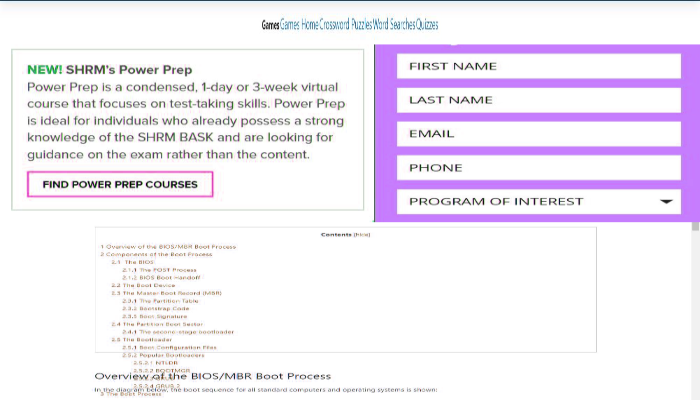 Games Games Home Crossword Puzzles Word Searches Quizzes
NEW! SHRM's Power Prep
Power Prep is a condensed, 1-day or 3-week virtual
course that focuses on test-taking skills. Power Prep
is ideal for individuals who already possess a strong
knowledge of the SHRM BASK and are looking for
guidance on the exam rather than the content.
FIND POWER PREP COURSES
FIRST NAME
LAST NAME
EMAIL
PHONE
PROGRAM OF INTEREST
Contents [hide]
1 Overview of the BIOS/MBR Boot Process
2 Components of the Boot Process
2.1 The BIOS
2.1.1 The POST Process
2.1.2 BIOS Boot Handoff
2.2 The Boot Device
2.3 The Master Boot Record (MBR)
2.3.1 The Partition Table
2.3.2 Bootstrap Code
2.3.3 Boot Signature
2.4 The Partition Boot Sector
2.4.1 The second-stage bootloader
2.5 The Bootloader
2.5.1 Boot Configuration Files
2.5.2 Popular Bootloaders
2.5.2.1 NTLDR
2.5.2.2 BOOTMGR
Overview of the BIOS/MBR Boot Process
2.5.2.4 GRUB 2
In the diagram below, the boot sequence for all standard computers and operating systems is shown:
3 The Boot Process